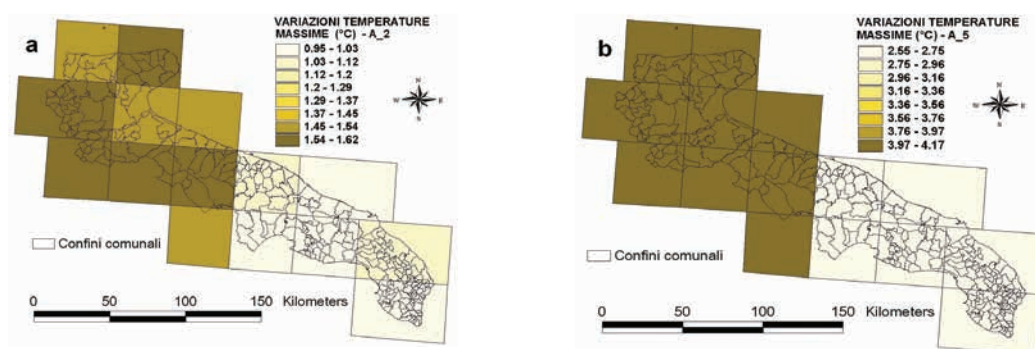 a
VARIAZIONI TEMPERATURE
MASSIME (°C) - A_2
0.95 - 1.03
1.03 - 1.12
1.12 - 1.2
1.2 - 1.29
1.29 - 1.37
1.37 - 1.45
1.45 - 1.54
1.54 - 1.62
N
W
E
S
Confini comunali
0 50 100 150 Kilometers
b
VARIAZIONI TEMPERATURE
MASSIME (°C) - A_5
2.55 - 2.75
2.75 - 2.96
2.96 - 3.16
3.16 - 3.36
3.36 - 3.56
3.56 - 3.76
3.76 - 3.97
3.97 - 4.17
N
W
E
S
Confini comunali
0 50 100 150 Kilometers